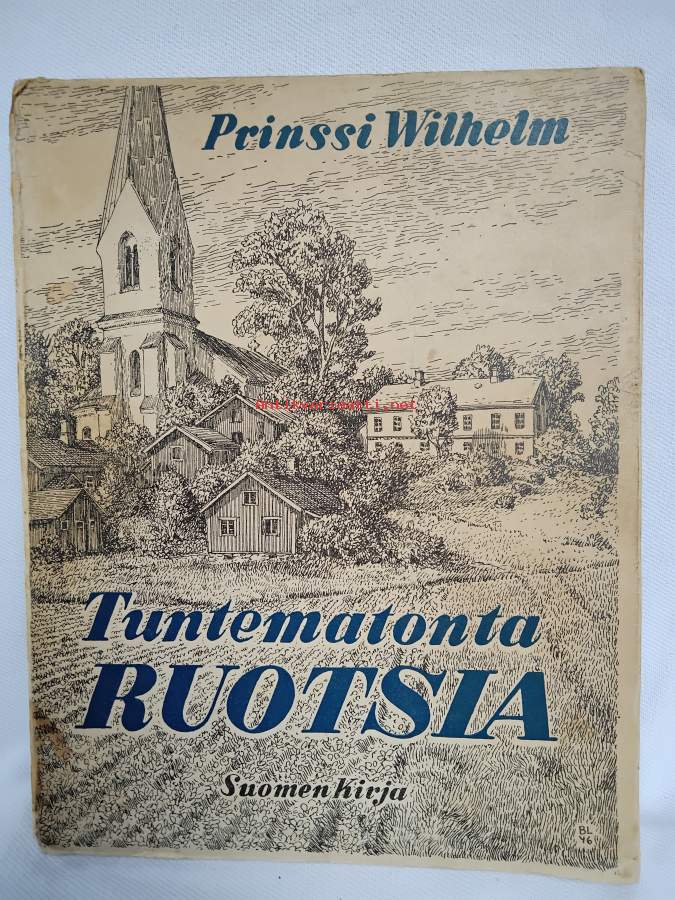 Prinssi Wilhelm
Antikvariaatti.net
Tuntematonta
RUOTSIA
Suomen Kirja
BL
46